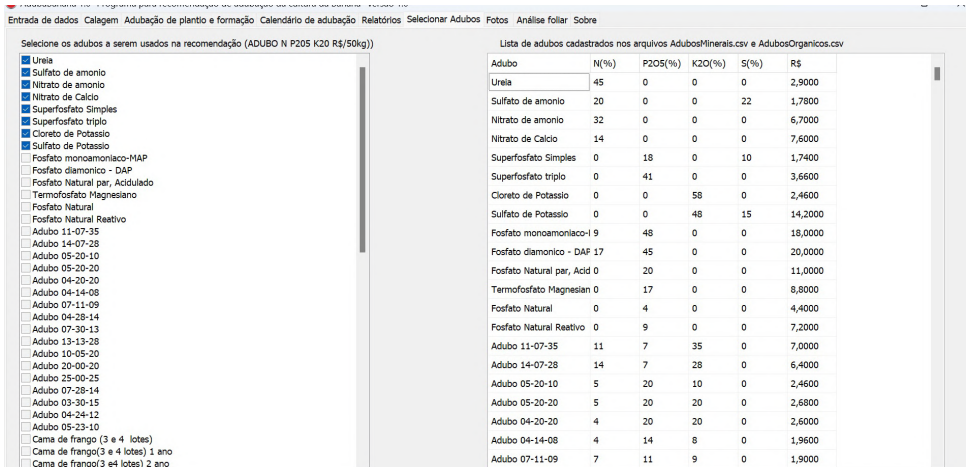 AdubaBanana 4.0 - Programa para recomendação de adubação da cultura da banana - Versão 4.0
Entrada de dados Calagem Adubação de plantio e formação Calendário de adubação Relatórios Selecionar Adubos Fotos Análise foliar Sobre
Selecione os adubos a serem usados na recomendação (ADUBO N P205 K20 R$/50kg))
Ureia
Sulfato de amonio
Nitrato de amonio
Nitrato de Calcio
Superfosfato Simples
Superfosfato triplo
Cloreto de Potassio
Sulfato de Potassio
Fosfato monoamoniaco-MAP
Fosfato diamonico - DAP
Fosfato Natural par, Acidulado
Termofosfato Magnesiano
Fosfato Natural
Fosfato Natural Reativo
Adubo 11-07-35
Adubo 14-07-28
Adubo 05-20-10
Adubo 05-20-20
Adubo 04-20-20
Adubo 04-14-08
Adubo 07-11-09
Adubo 04-28-14
Adubo 07-30-13
Adubo 13-13-28
Adubo 10-05-20
Adubo 20-00-20
Adubo 25-00-25
Adubo 07-28-14
Adubo 03-30-15
Adubo 04-24-12
Adubo 05-23-10
Cama de frango (3 e 4 lotes)
Cama de frango(3 e4 lotes) 1 ano
Cama de frango(3 e4 lotes) 2 ano
Lista de adubos cadastrados nos arquivos AdubosMinerais.csv e AdubosOrganicos.csv
Adubo N(%) P2O5(%) K2O(%) S(%) R$
Ureia 45 0 0 0 2,9000
Sulfato de amonio 20 0 0 22 1,7800
Nitrato de amonio 32 0 0 0 6,7000
Nitrato de Calcio 14 0 0 0 7,6000
Superfosfato Simples 0 18 0 10 1,7400
Superfosfato triplo 0 41 0 0 3,6600
Cloreto de Potassio 0 0 58 0 2,4600
Sulfato de Potassio 0 0 48 15 14,2000
Fosfato monoamoniaco-I 9 48 0 0 18,0000
Fosfato diamonico - DAF 17 45 0 0 20,0000
Fosfato Natural par, Acid 0 20 0 0 11,0000
Termofosfato Magnesian 0 17 0 0 8,8000
Fosfato Natural 0 4 0 0 4,4000
Fosfato Natural Reativo 0 9 0 0 7,2000
Adubo 11-07-35 11 7 35 0 7,0000
Adubo 14-07-28 14 7 28 0 6,4000
Adubo 05-20-10 5 20 10 0 2,4600
Adubo 05-20-20 5 20 20 0 2,6800
Adubo 04-20-20 4 20 20 0 2,6000
Adubo 04-14-08 4 14 8 0 1,9600
Adubo 07-11-09 7 11 9 0 1,9000